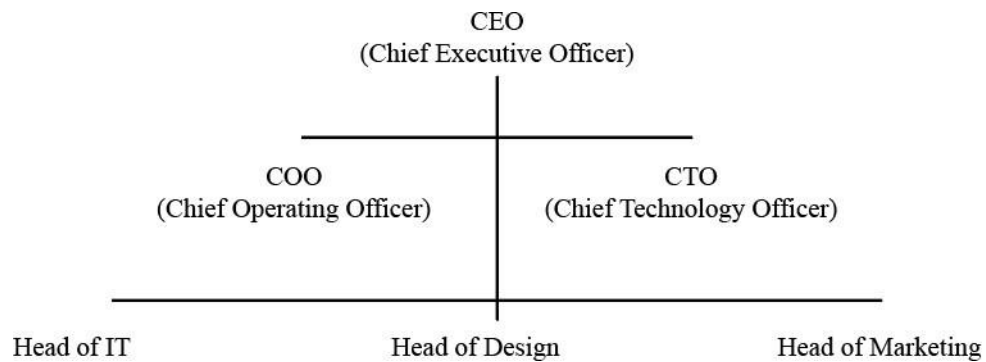 CEO
(Chief Executive Officer)
COO
(Chief Operating Officer)
CTO
(Chief Technology Officer)
Head of IT
Head of Design
Head of Marketing